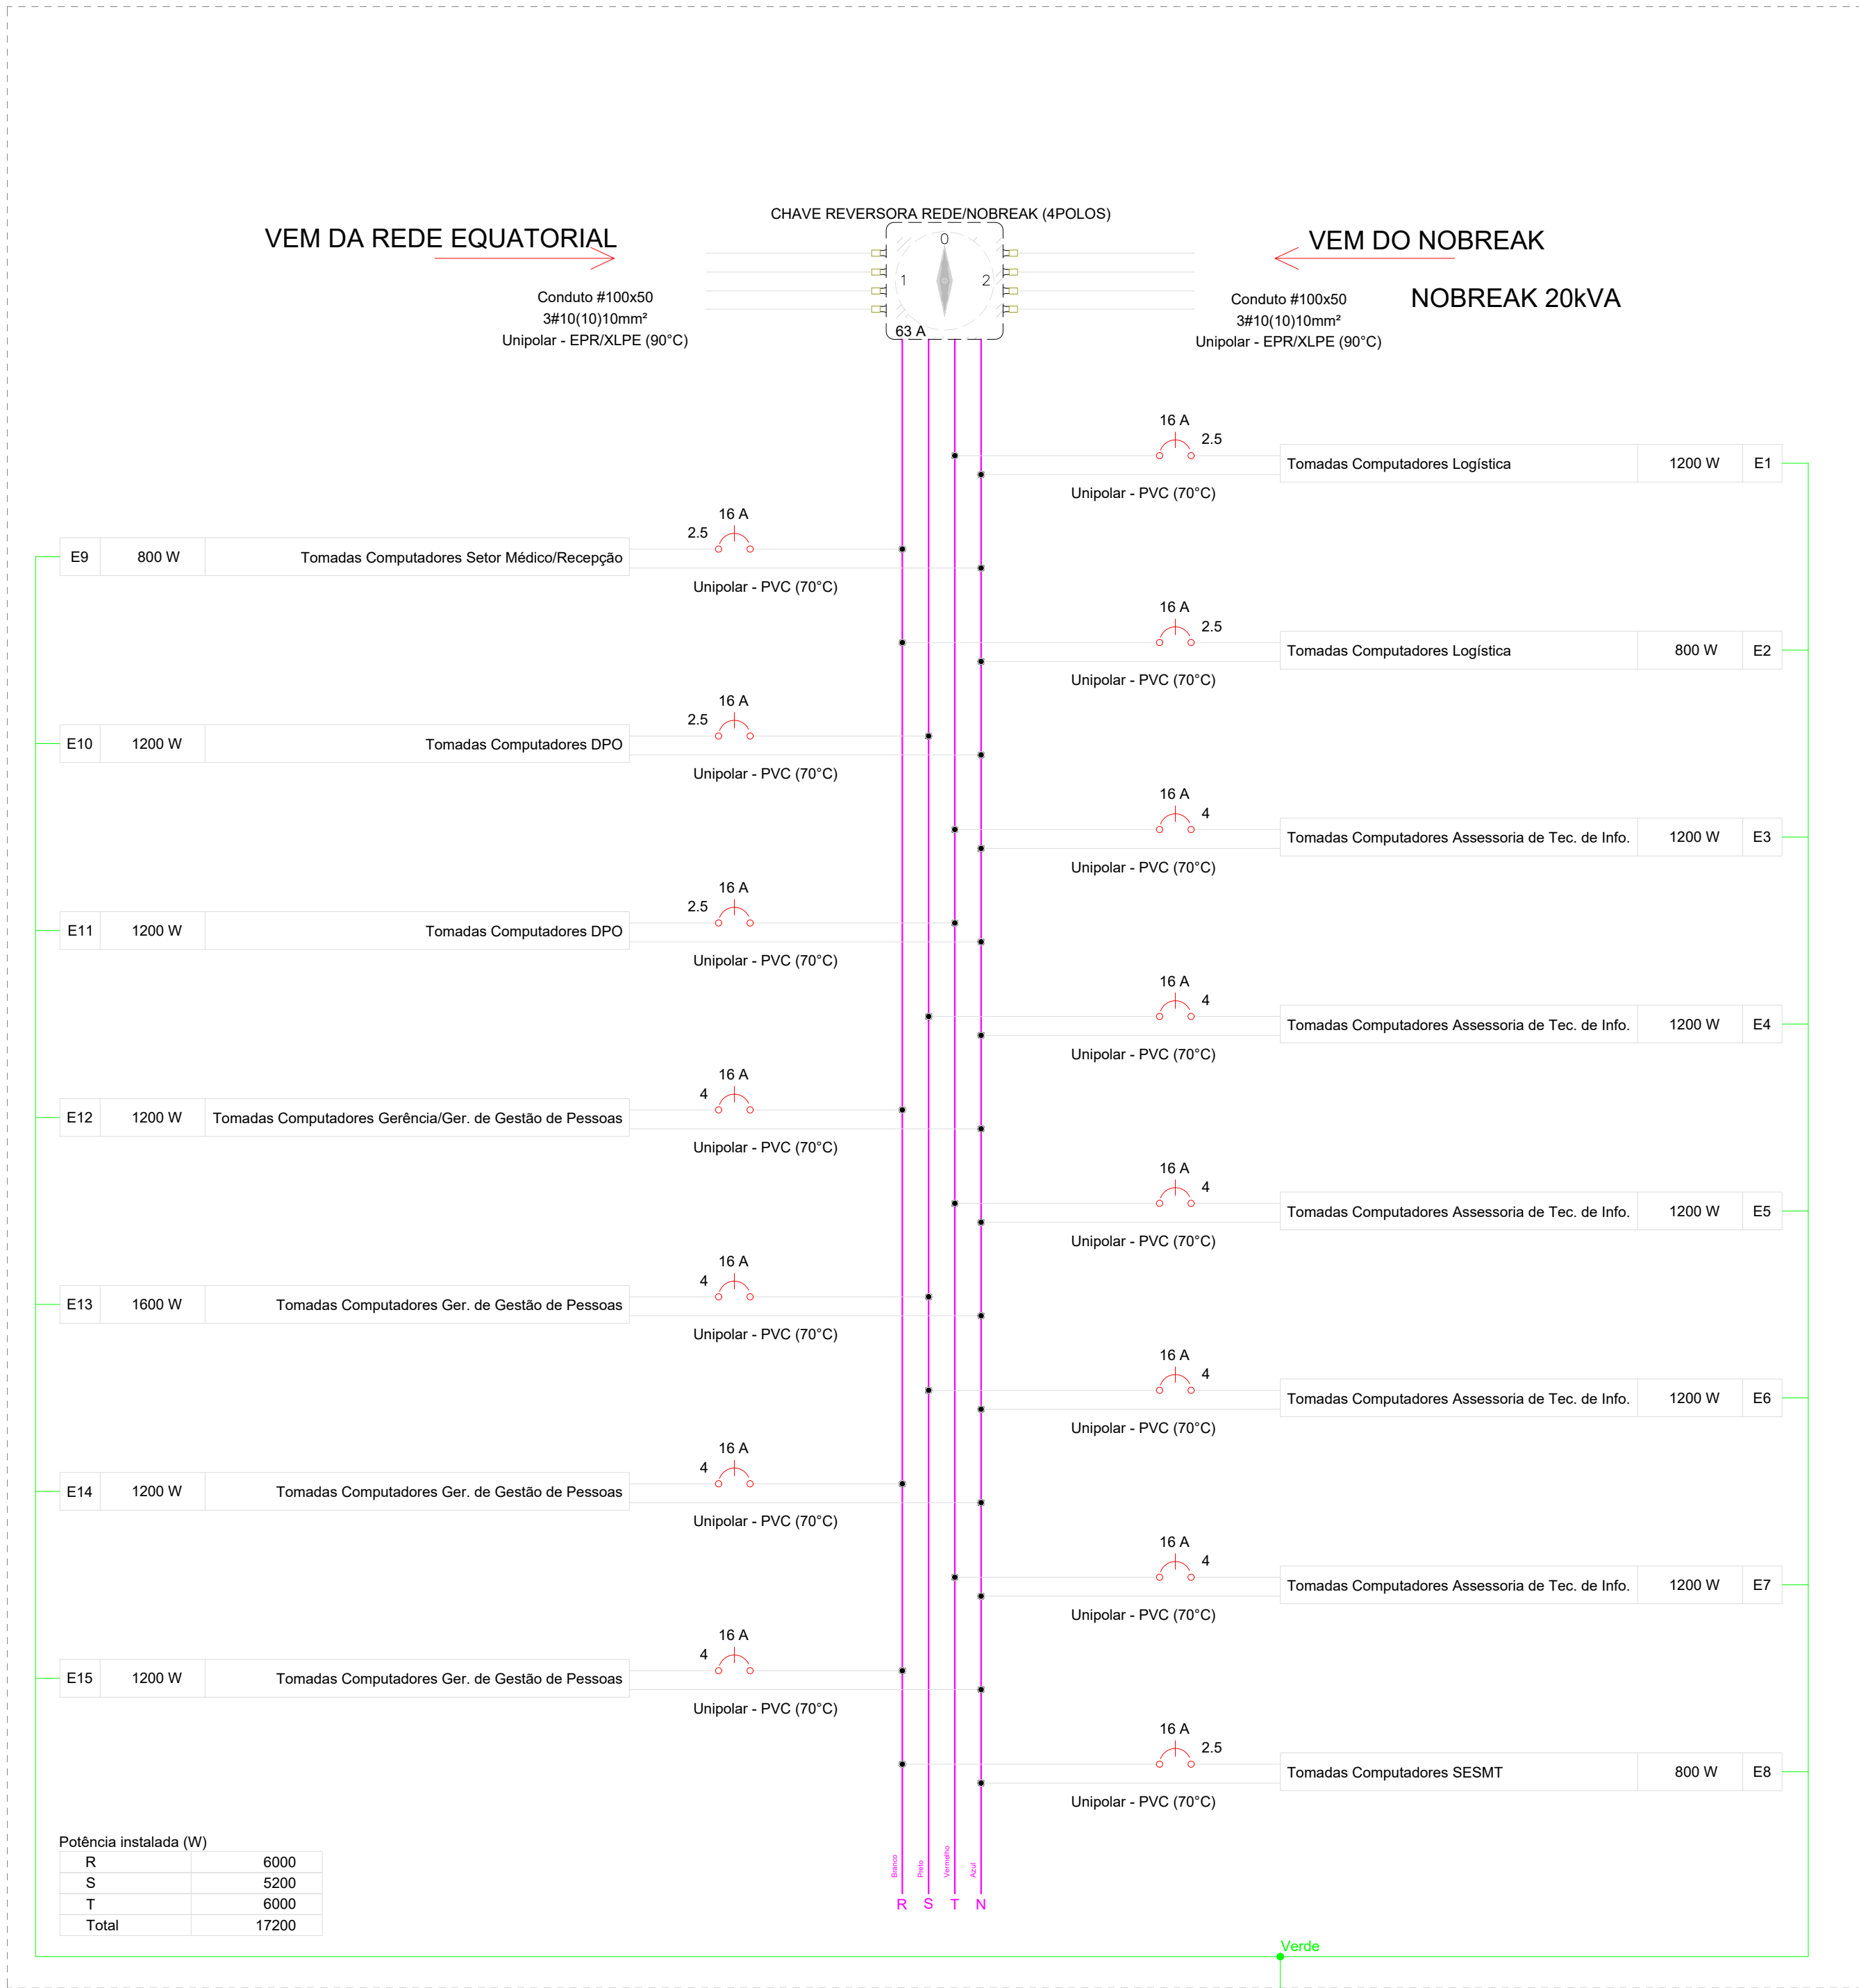 CHAVE REVERSORA REDE/NOBREAK (4POLOS)
VEM DA REDE EQUATORIAL
Conduto #100x50
3#10(10)10mm²
Unipolar - EPR/XLPE (90°C)
0
1
2
63 A
VEM DO NOBREAK
NOBREAK 20kVA
Conduto #100x50
3#10(10)10mm²
Unipolar - EPR/XLPE (90°C)
16 A
2.5
Tomadas Computadores Logística 1200 W E1
Unipolar - PVC (70°C)
16 A
2.5
E9 800 W Tomadas Computadores Setor Médico/Recepção
Unipolar - PVC (70°C)
16 A
2.5
Tomadas Computadores Logística 800 W E2
Unipolar - PVC (70°C)
16 A
2.5
E10 1200 W Tomadas Computadores DPO
Unipolar - PVC (70°C)
16 A
4
Tomadas Computadores Assessoria de Tec. de Info. 1200 W E3
Unipolar - PVC (70°C)
16 A
2.5
E11 1200 W Tomadas Computadores DPO
Unipolar - PVC (70°C)
16 A
4
Tomadas Computadores Assessoria de Tec. de Info. 1200 W E4
Unipolar - PVC (70°C)
16 A
4
E12 1200 W Tomadas Computadores Gerência/Ger. de Gestão de Pessoas
Unipolar - PVC (70°C)
16 A
4
Tomadas Computadores Assessoria de Tec. de Info. 1200 W E5
Unipolar - PVC (70°C)
16 A
4
E13 1600 W Tomadas Computadores Ger. de Gestão de Pessoas
Unipolar - PVC (70°C)
16 A
4
Tomadas Computadores Assessoria de Tec. de Info. 1200 W E6
Unipolar - PVC (70°C)
16 A
4
E14 1200 W Tomadas Computadores Ger. de Gestão de Pessoas
Unipolar - PVC (70°C)
16 A
4
Tomadas Computadores Assessoria de Tec. de Info. 1200 W E7
Unipolar - PVC (70°C)
16 A
4
E15 1200 W Tomadas Computadores Ger. de Gestão de Pessoas
Unipolar - PVC (70°C)
16 A
2.5
Tomadas Computadores SESMT 800 W E8
Unipolar - PVC (70°C)
Potência instalada (W)
R 6000
S 5200
T 6000
Total 17200
Branco
Preto
Vermelho
Azul
R S T N
Verde